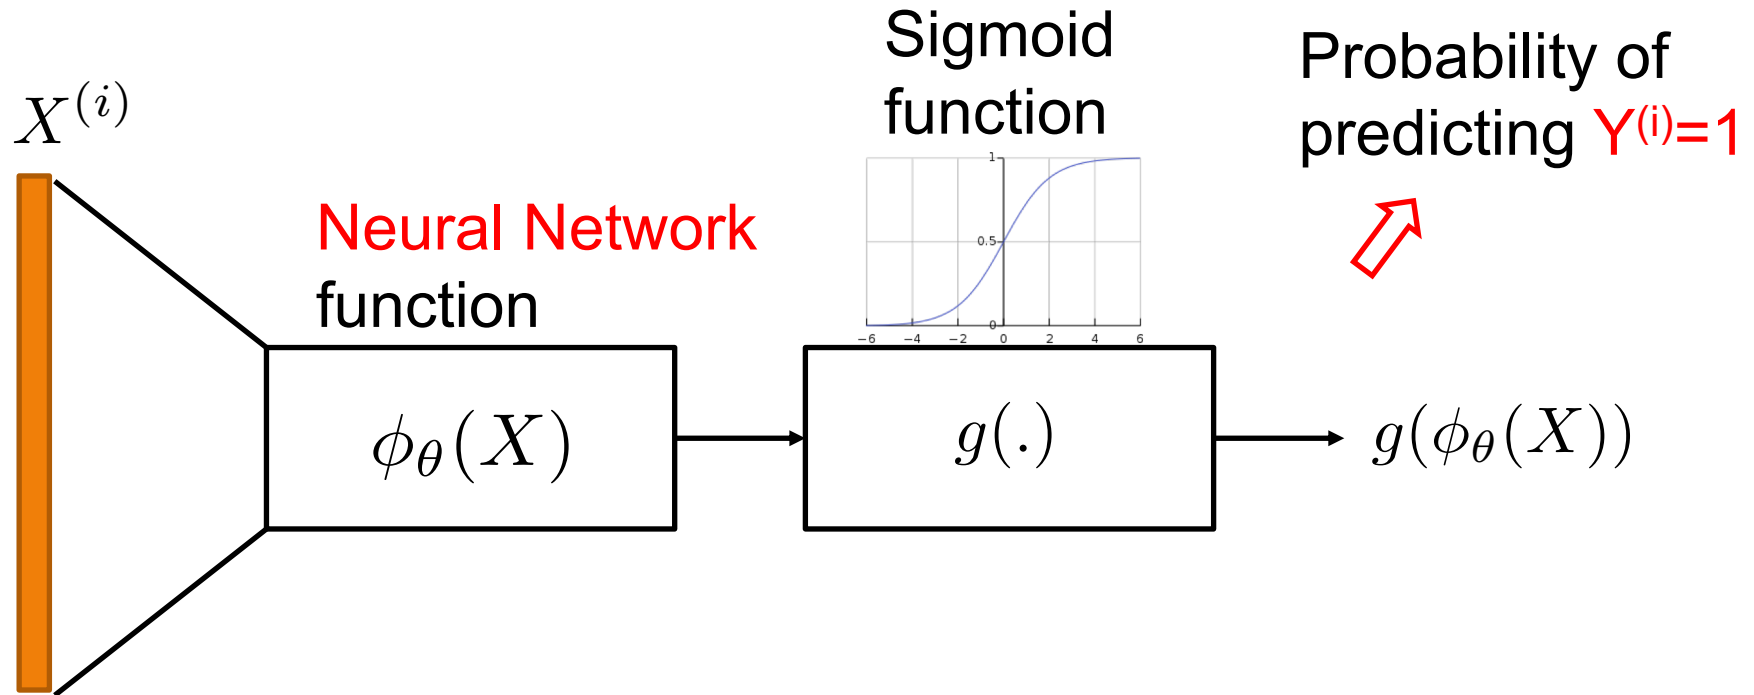 X^{(i)}
Neural Network
function
Sigmoid
function
1
0.5
0
−6 −4 −2 0 2 4 6
Probability of
predicting Y^{(i)}=1
ϕ_θ(X)
g(.)
g(ϕ_θ(X))